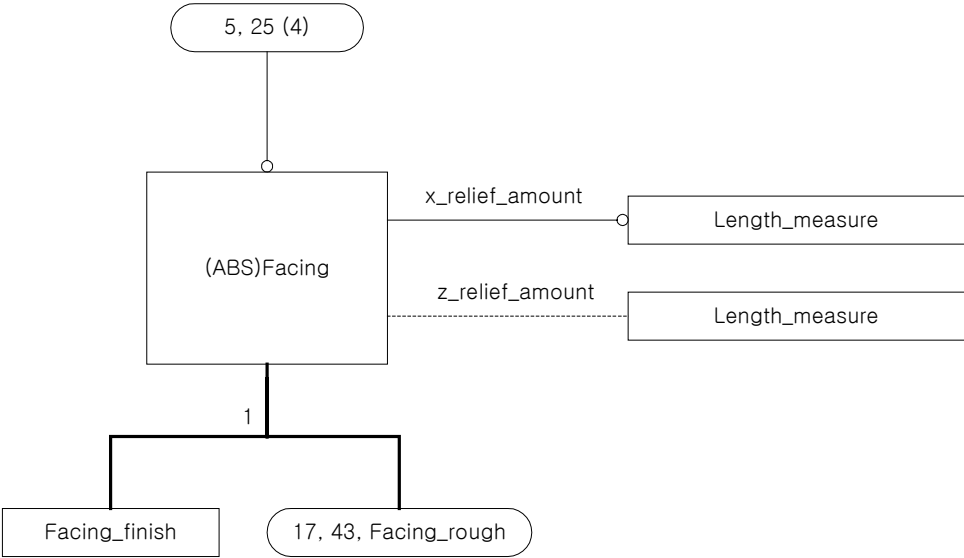 5, 25 (4)
x_relief_amount
Length_measure
(ABS)Facing
z_relief_amount
Length_measure
1
Facing_finish
17, 43, Facing_rough